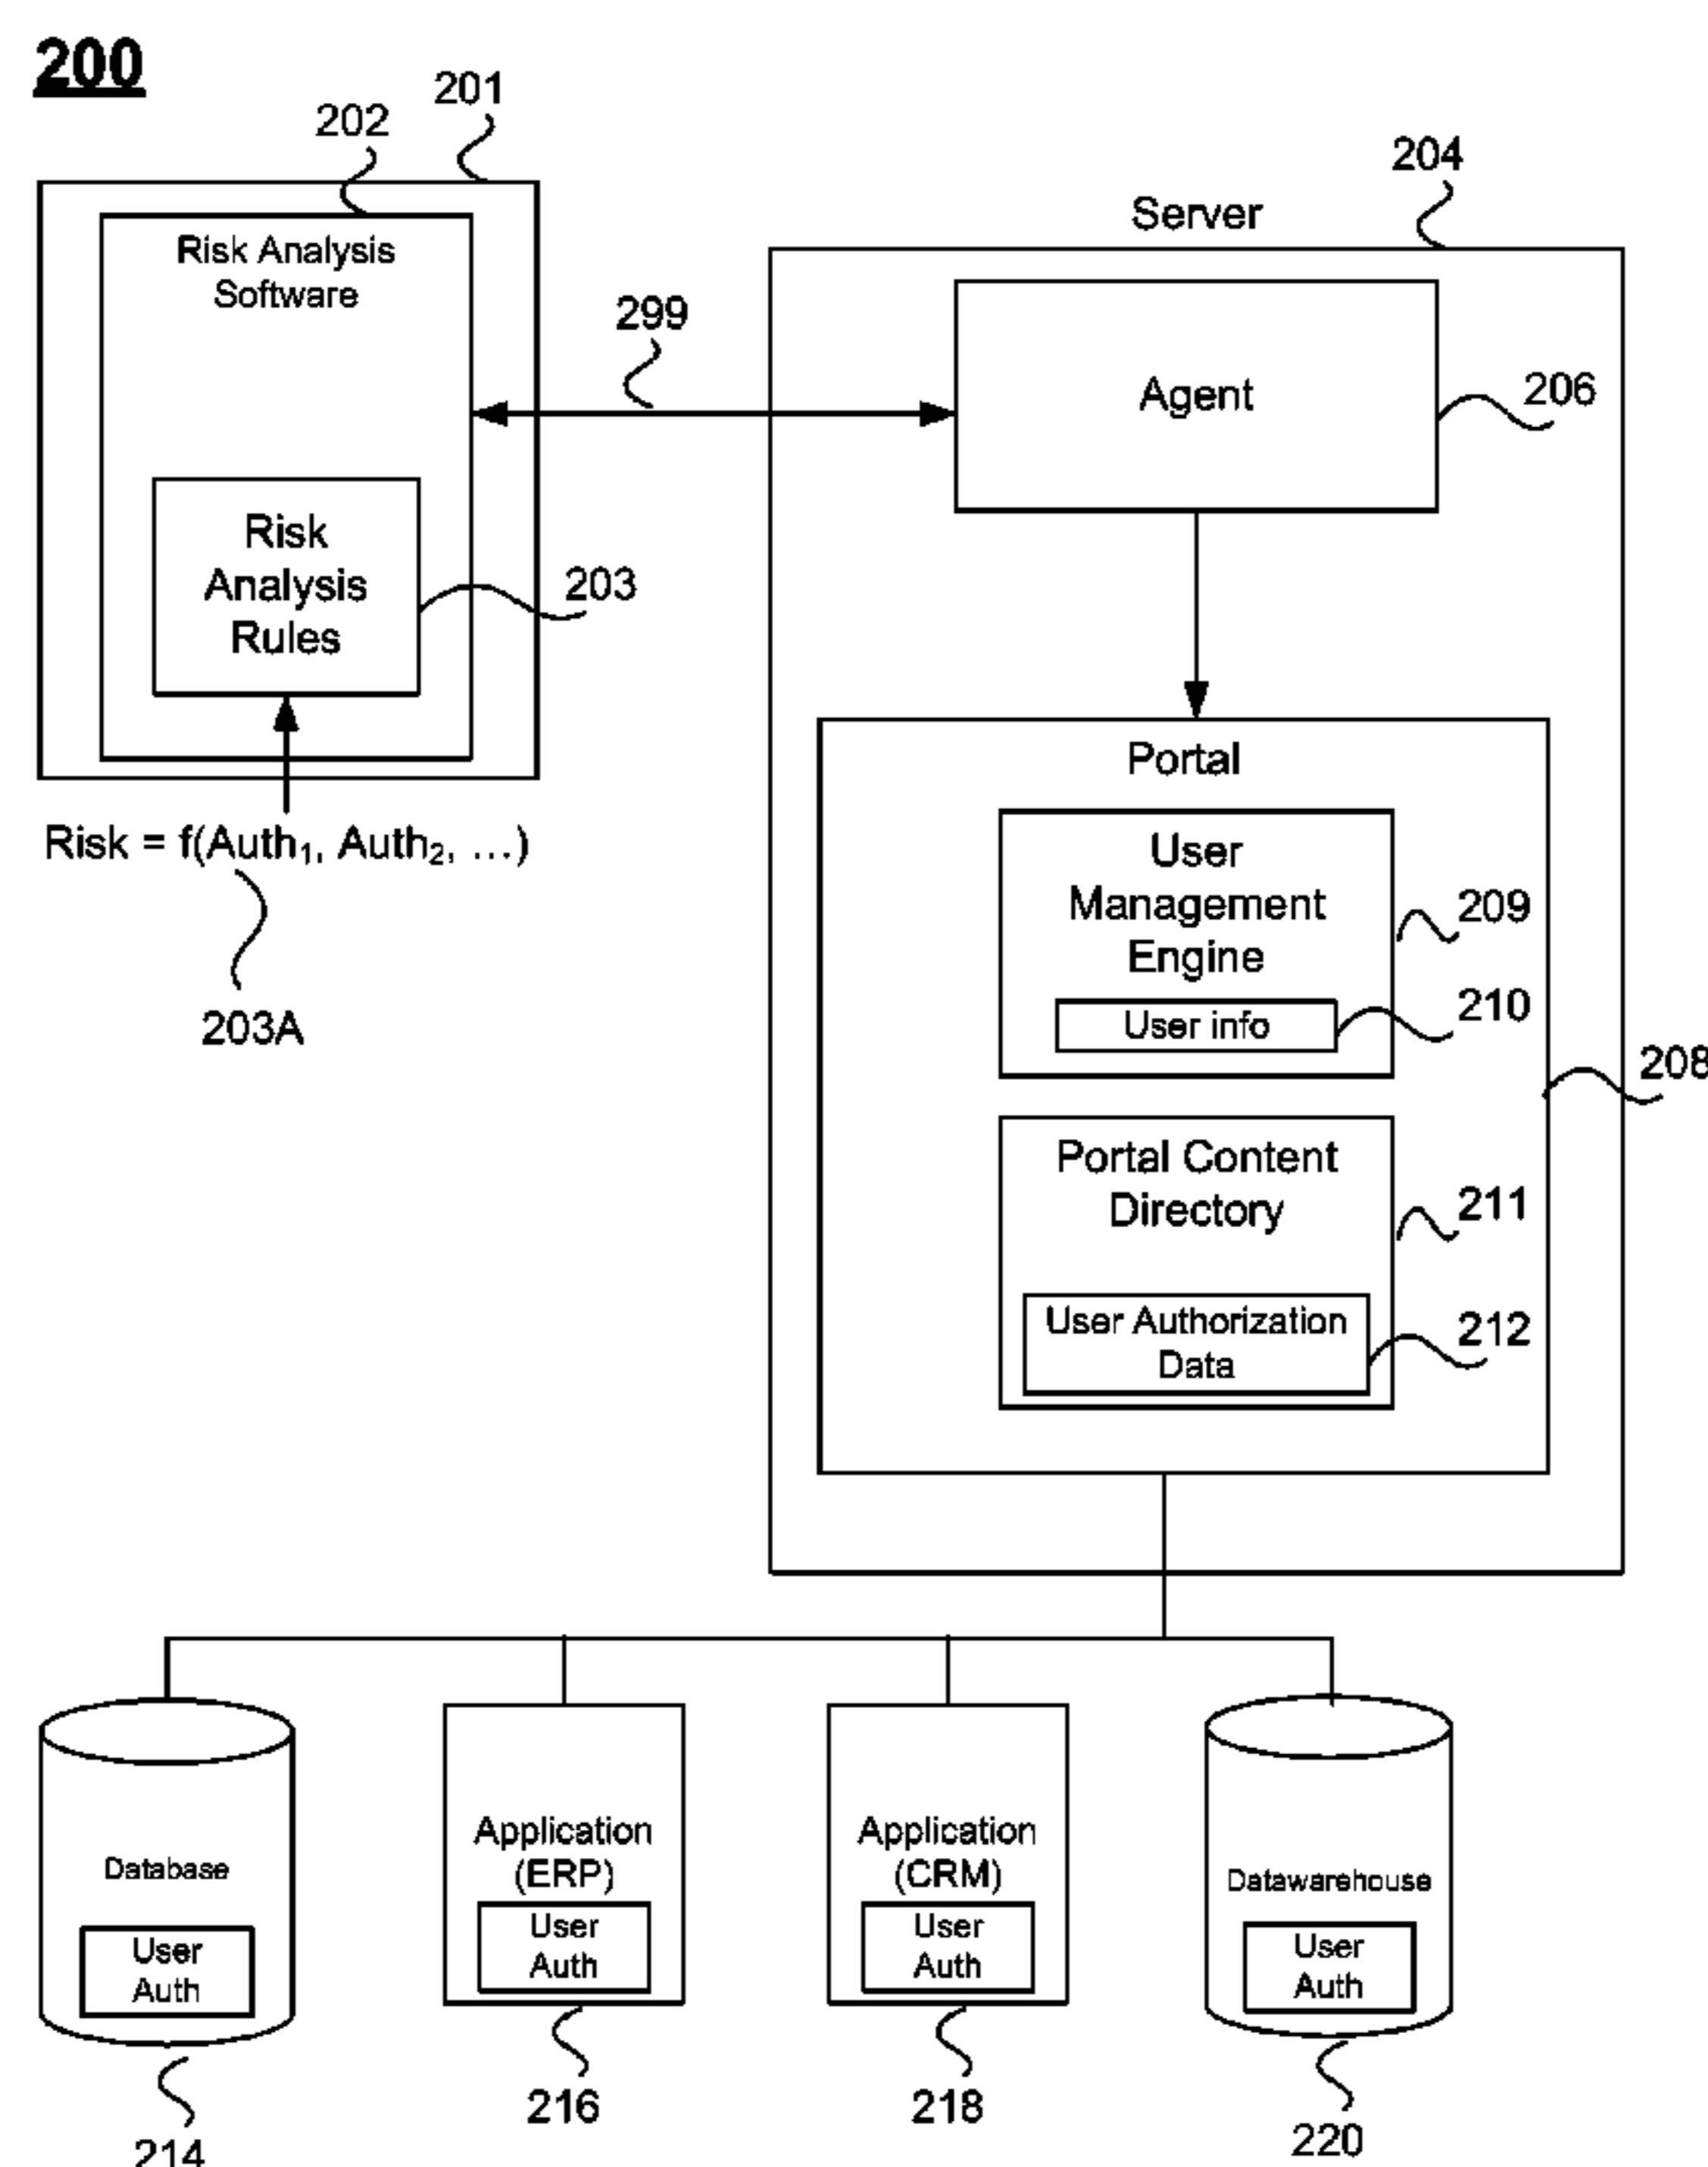 200
201
202
204
Server
Risk Analysis
Software
299
Agent
206
Risk
Analysis
Rules
203
Portal
Risk = f(Auth₁, Auth₂, ...)
203A
User
Management
Engine
209
User info
210
208
Portal Content
Directory
211
User Authorization
Data
212
Database
User
Auth
214
Application
(ERP)
User
Auth
216
Application
(CRM)
User
Auth
218
Datawarehouse
User
Auth
220